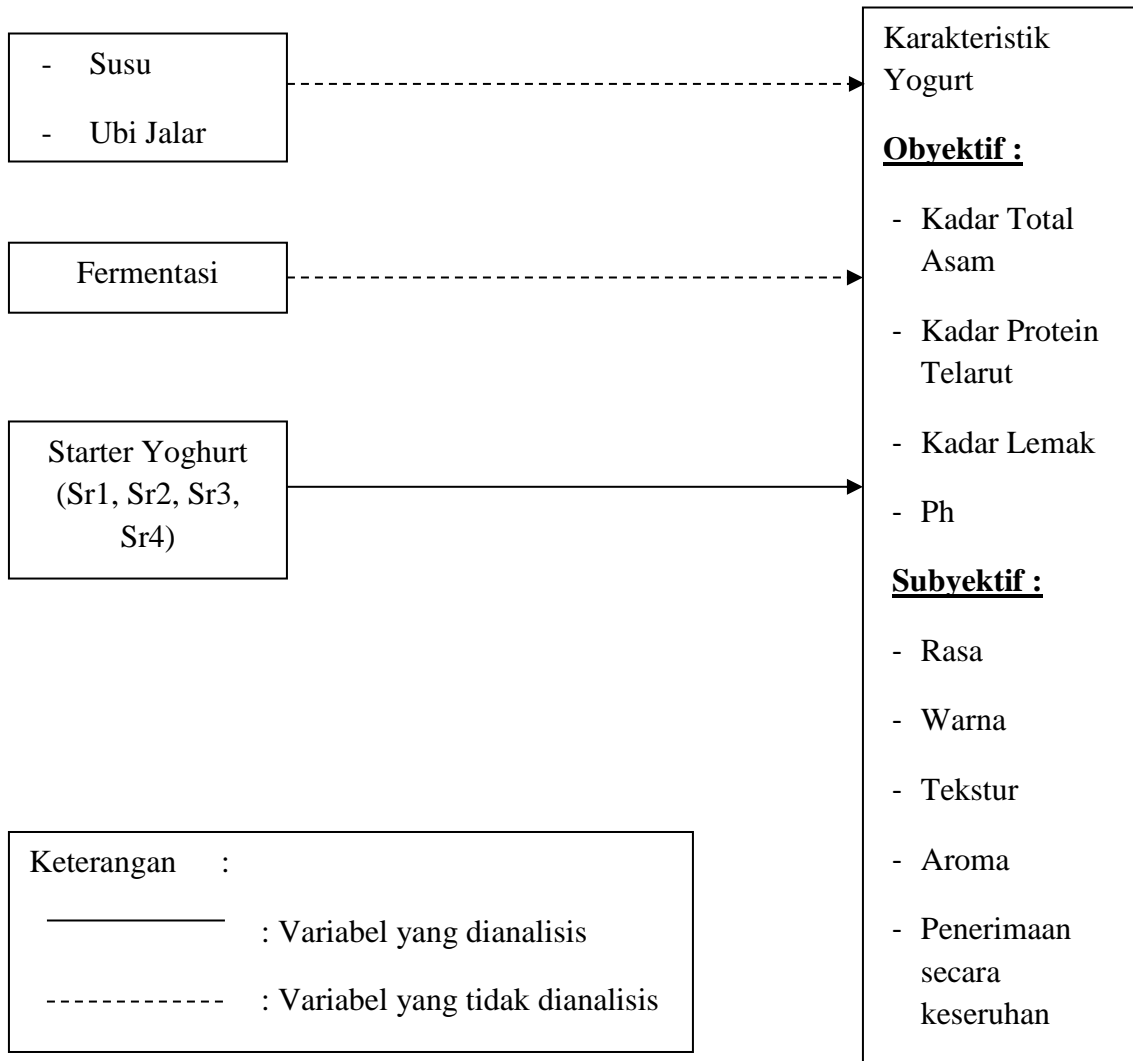 - Susu
- Ubi Jalar
Fermentasi
Starter Yoghurt
(Sr1, Sr2, Sr3,
Sr4)
Karakteristik
Yogurt
Obyektif :
- Kadar Total
Asam
- Kadar Protein
Telarut
- Kadar Lemak
- Ph
Subyektif :
- Rasa
- Warna
- Tekstur
- Aroma
- Penerimaan
secara
keseruhan
Keterangan :
: Variabel yang dianalisis
: Variabel yang tidak dianalisis